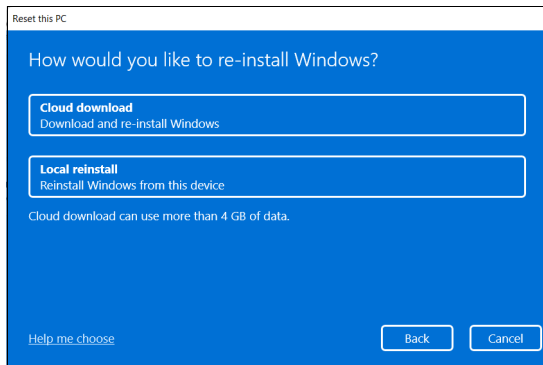 Reset this PC
How would you like to re-install Windows?
Cloud download
Download and re-install Windows
Local reinstall
Reinstall Windows from this device
Cloud download can use more than 4 GB of data.
Help me choose
Back
Cancel